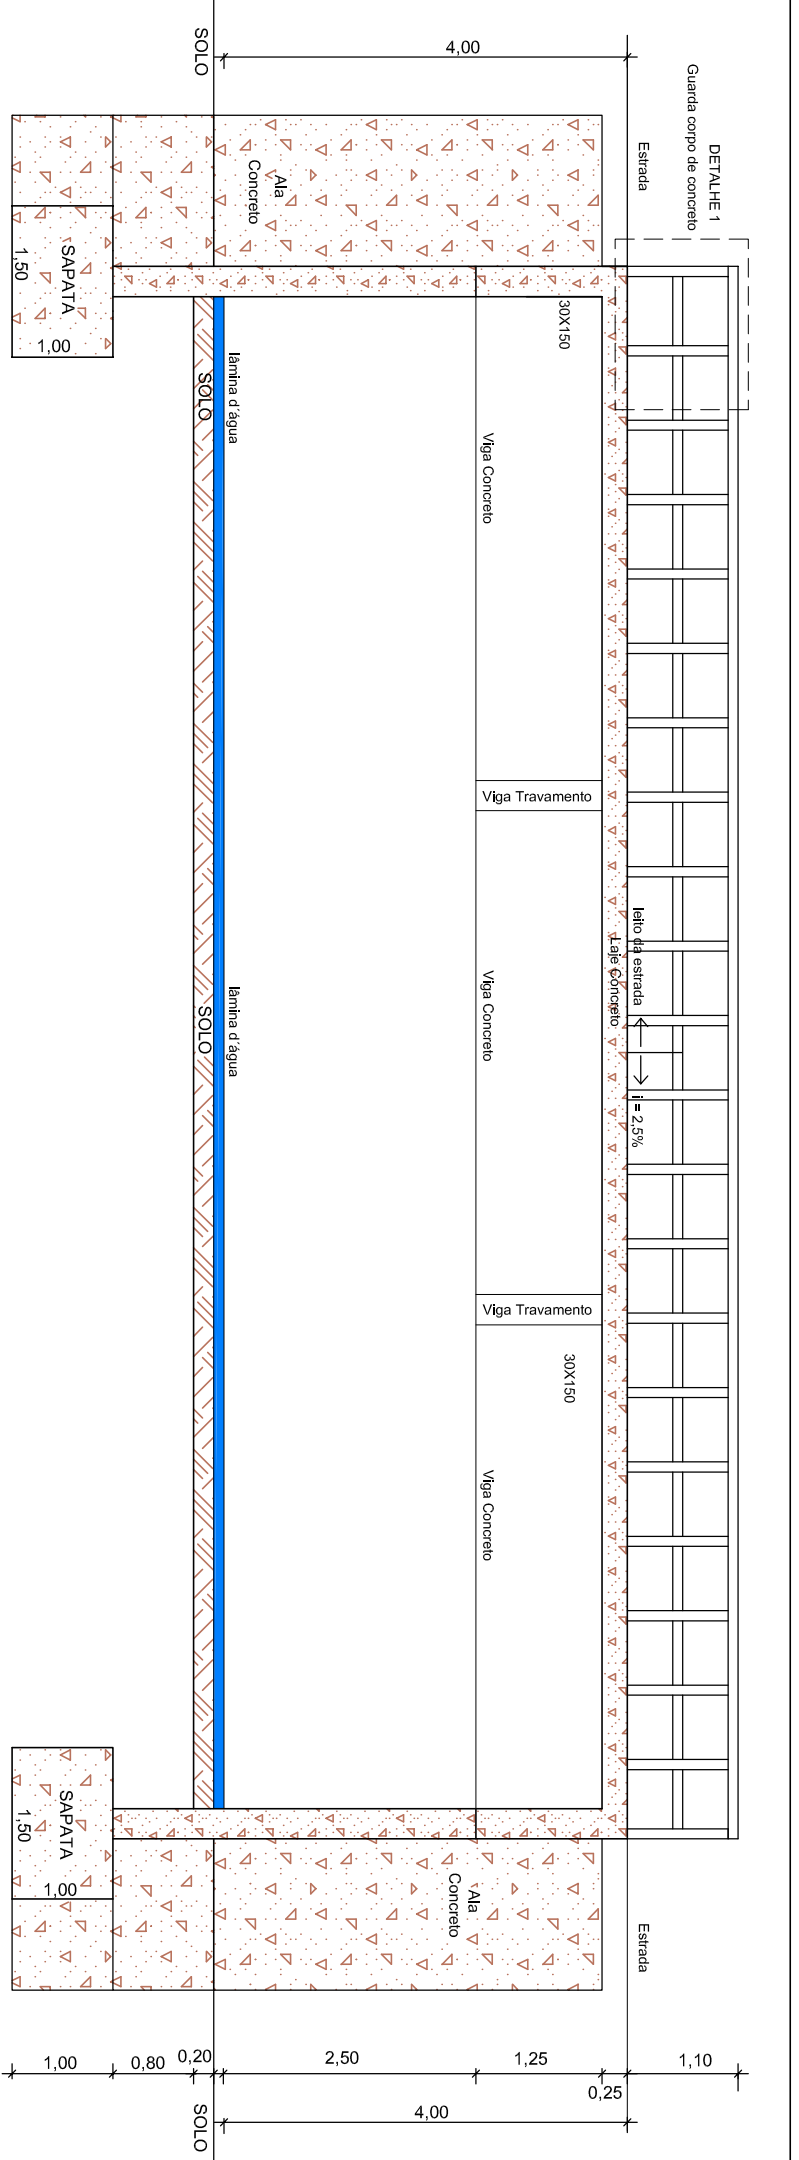 DETALHE 1
Guarda corpo de concreto
Estrada
Estrada
leito da estrada
i = 2,5%
Laje Concreto
30X150
30X150
Viga Concreto
Viga Travamento
Viga Concreto
Viga Travamento
Viga Concreto
Ala
Concreto
Ala
Concreto
lâmina d´água
lâmina d´água
SOLO
SOLO
SOLO
SOLO
SAPATA
1,50
1,00
SAPATA
1,50
1,00
4,00
1,10
0,25
1,25
2,50
0,20
0,80
1,00
4,00